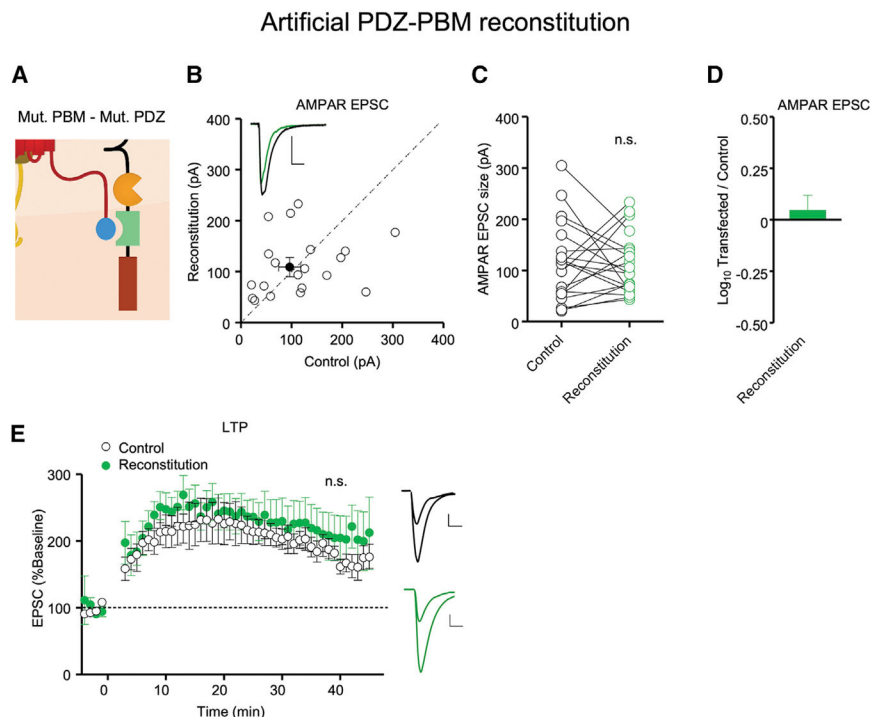 Artificial PDZ-PBM reconstitution
A
Mut. PBM - Mut. PDZ
B
AMPAR EPSC
Reconstitution (pA)
400
300
200
100
0
0 100 200 300 400
Control (pA)
C
n.s.
AMPAR EPSC size (pA)
400
300
200
100
0
Control
Reconstitution
D
AMPAR EPSC
Log10 Transfected / Control
0.50
0.25
0
-0.25
-0.50
Reconstitution
E
LTP
Control
Reconstitution
n.s.
EPSC (%Baseline)
300
200
100
0
0 10 20 30 40
Time (min)